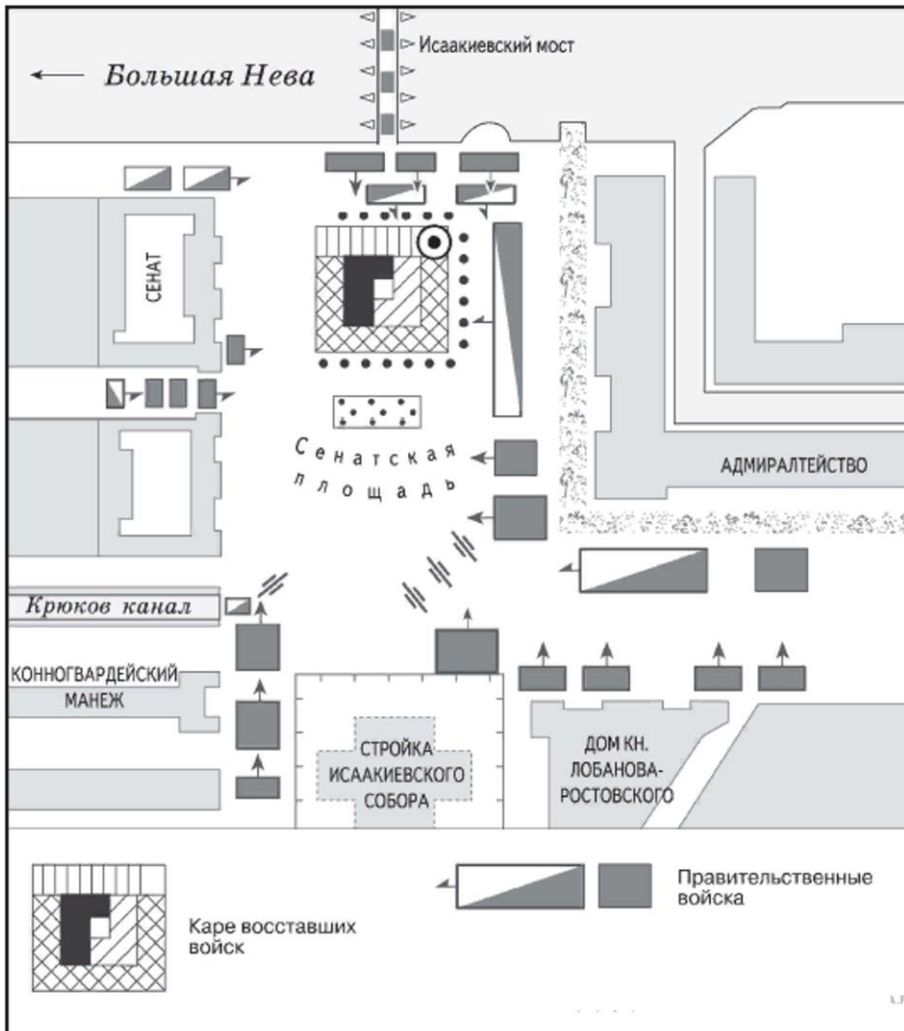 Исаакиевский мост
Большая Нева
СЕНАТ
Сенатская
площадь
АДМИРАЛТЕЙСТВО
Крюков канал
КОННОГВАРДЕЙСКИЙ
МАНЕЖ
СТРОЙКА
ИСААКИЕВСКОГО
СОБОРА
ДОМ КН.
ЛОБАНОВА-
РОСТОВСКОГО
Каре восставших
войск
Правительственные
войска